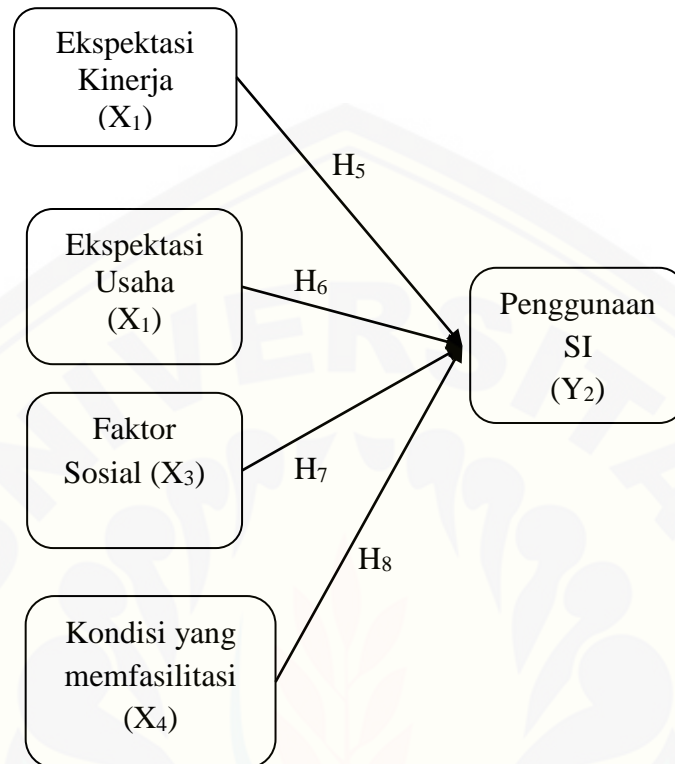 Ekspektasi
Kinerja
(X₁)
H₅
Ekspektasi
Usaha
(X₁)
H₆
Penggunaan
SI
(Y₂)
Faktor
Sosial (X₃)
H₇
H₈
Kondisi yang
memfasilitasi
(X₄)